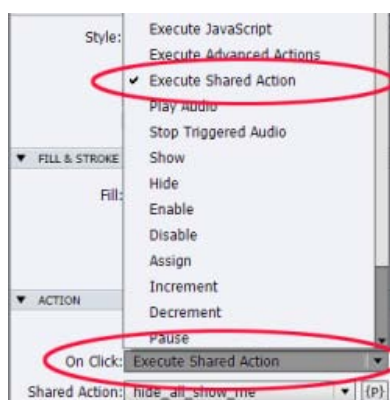 Style:
Execute JavaScript
Execute Advanced Actions
✔ Execute Shared Action
Play Audio
Stop Triggered Audio
▼ FILL & STROKE
Show
Hide
Fill:
Enable
Disable
Assign
Increment
▼ ACTION
Decrement
Pause
On Click: Execute Shared Action
Shared Action: hide_all_show_me {P}